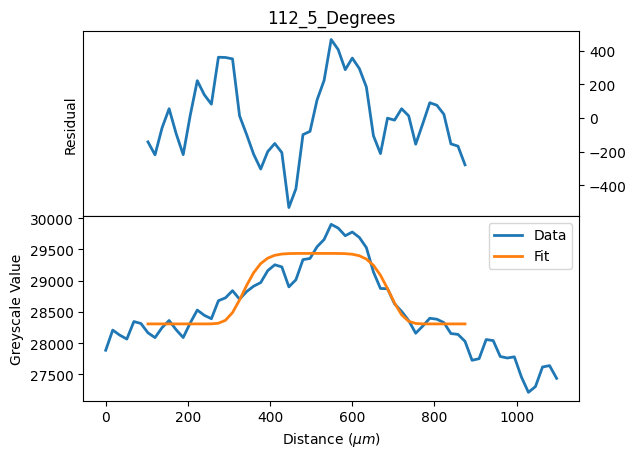 112_5_Degrees
Residual
400
200
0
−200
−400
Greyscale Value
30000
29500
29000
28500
28000
27500
Data
Fit
0 200 400 600 800 1000
Distance (μm)